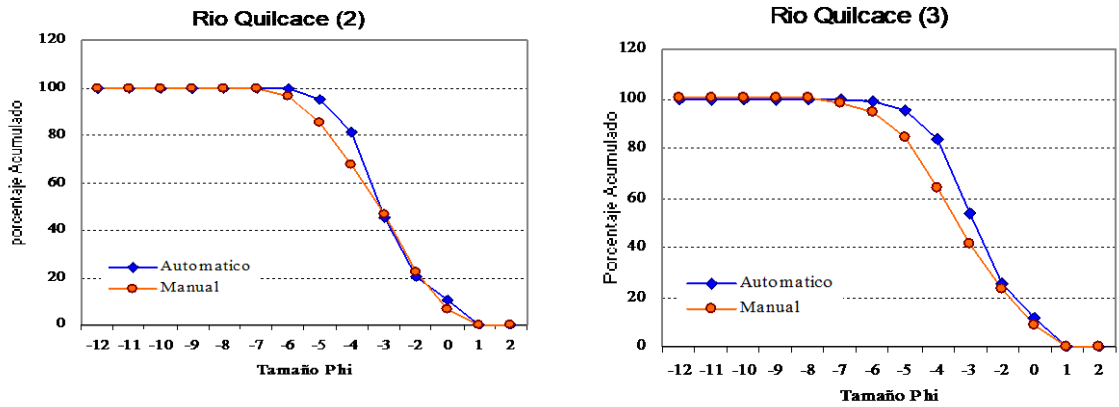 Rio Quilcace (2)
120
100
80
60
40
20
0
porcentaje Acumulado
Automatico
Manual
-12 -11 -10 -9 -8 -7 -6 -5 -4 -3 -2 0 1 2
Tamaño Phi
Rio Quilcace (3)
120
100
80
60
40
20
0
Porcentaje Acumulado
Automatico
Manual
-12 -11 -10 -9 -8 -7 -6 -5 -4 -3 -2 0 1 2
Tamaño Phi